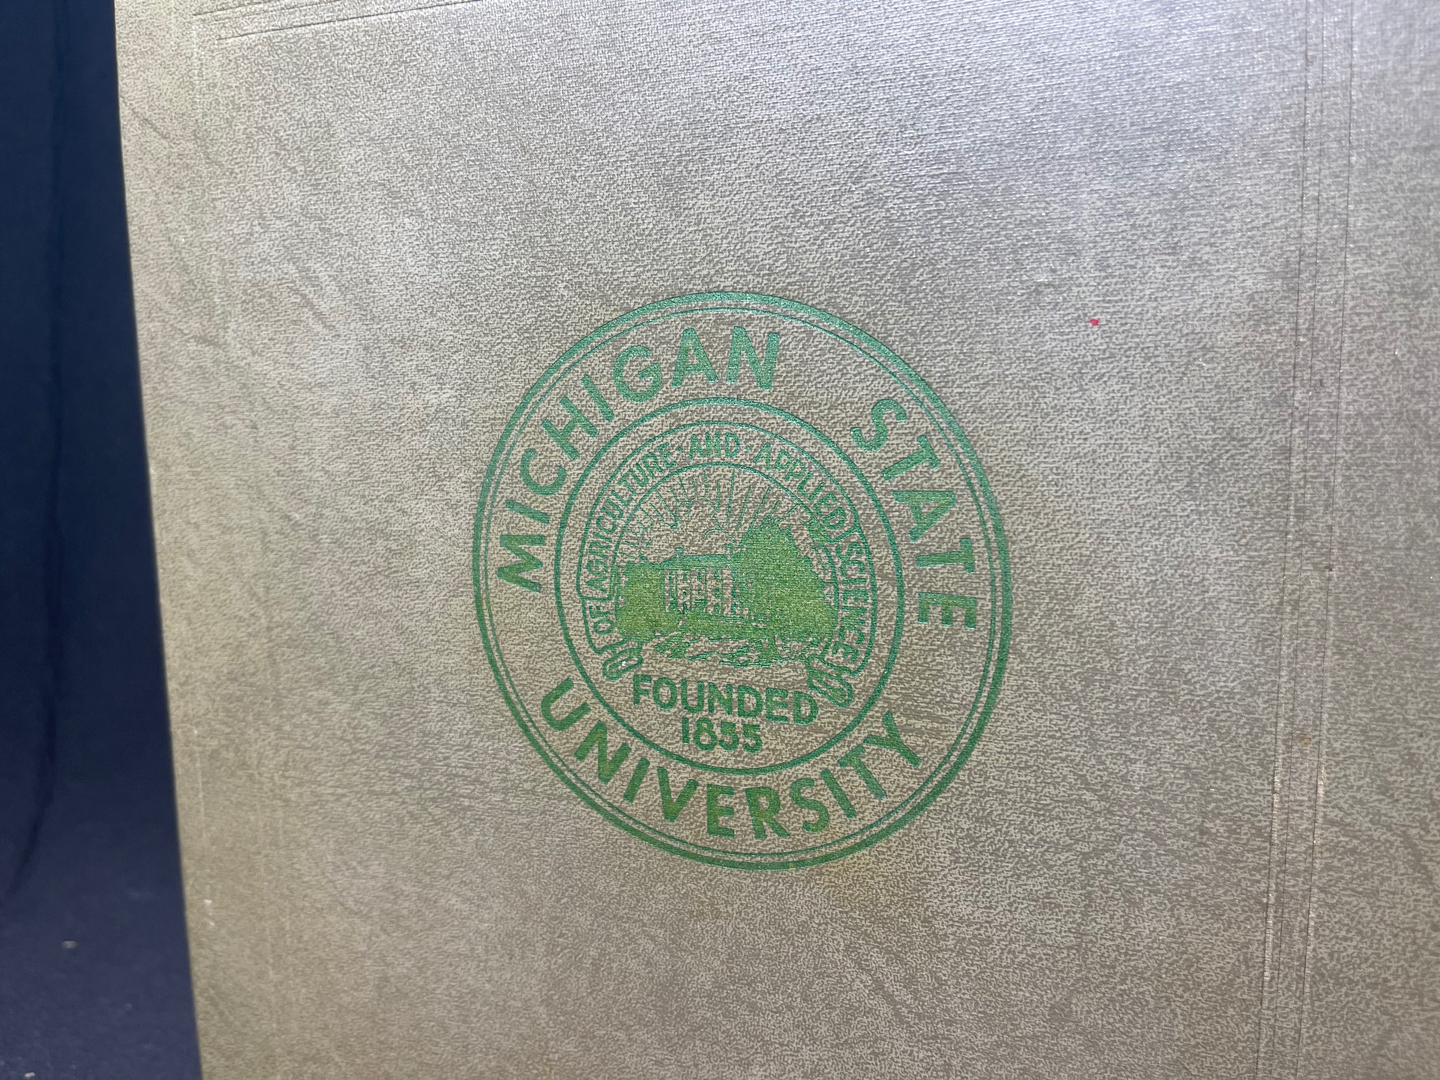 MICHIGAN STATE
UNIVERSITY
OF AGRICULTURE AND APPLIED SCIENCE
FOUNDED
1855